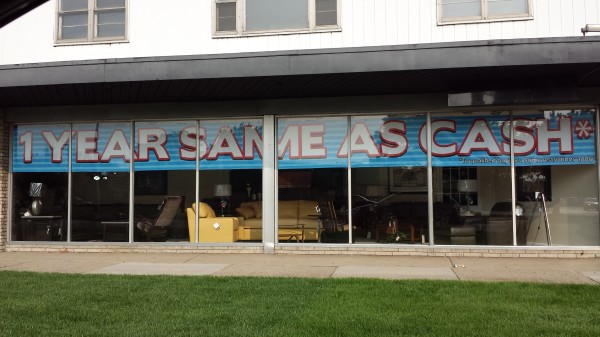 1 YEAR SAME AS CASH*